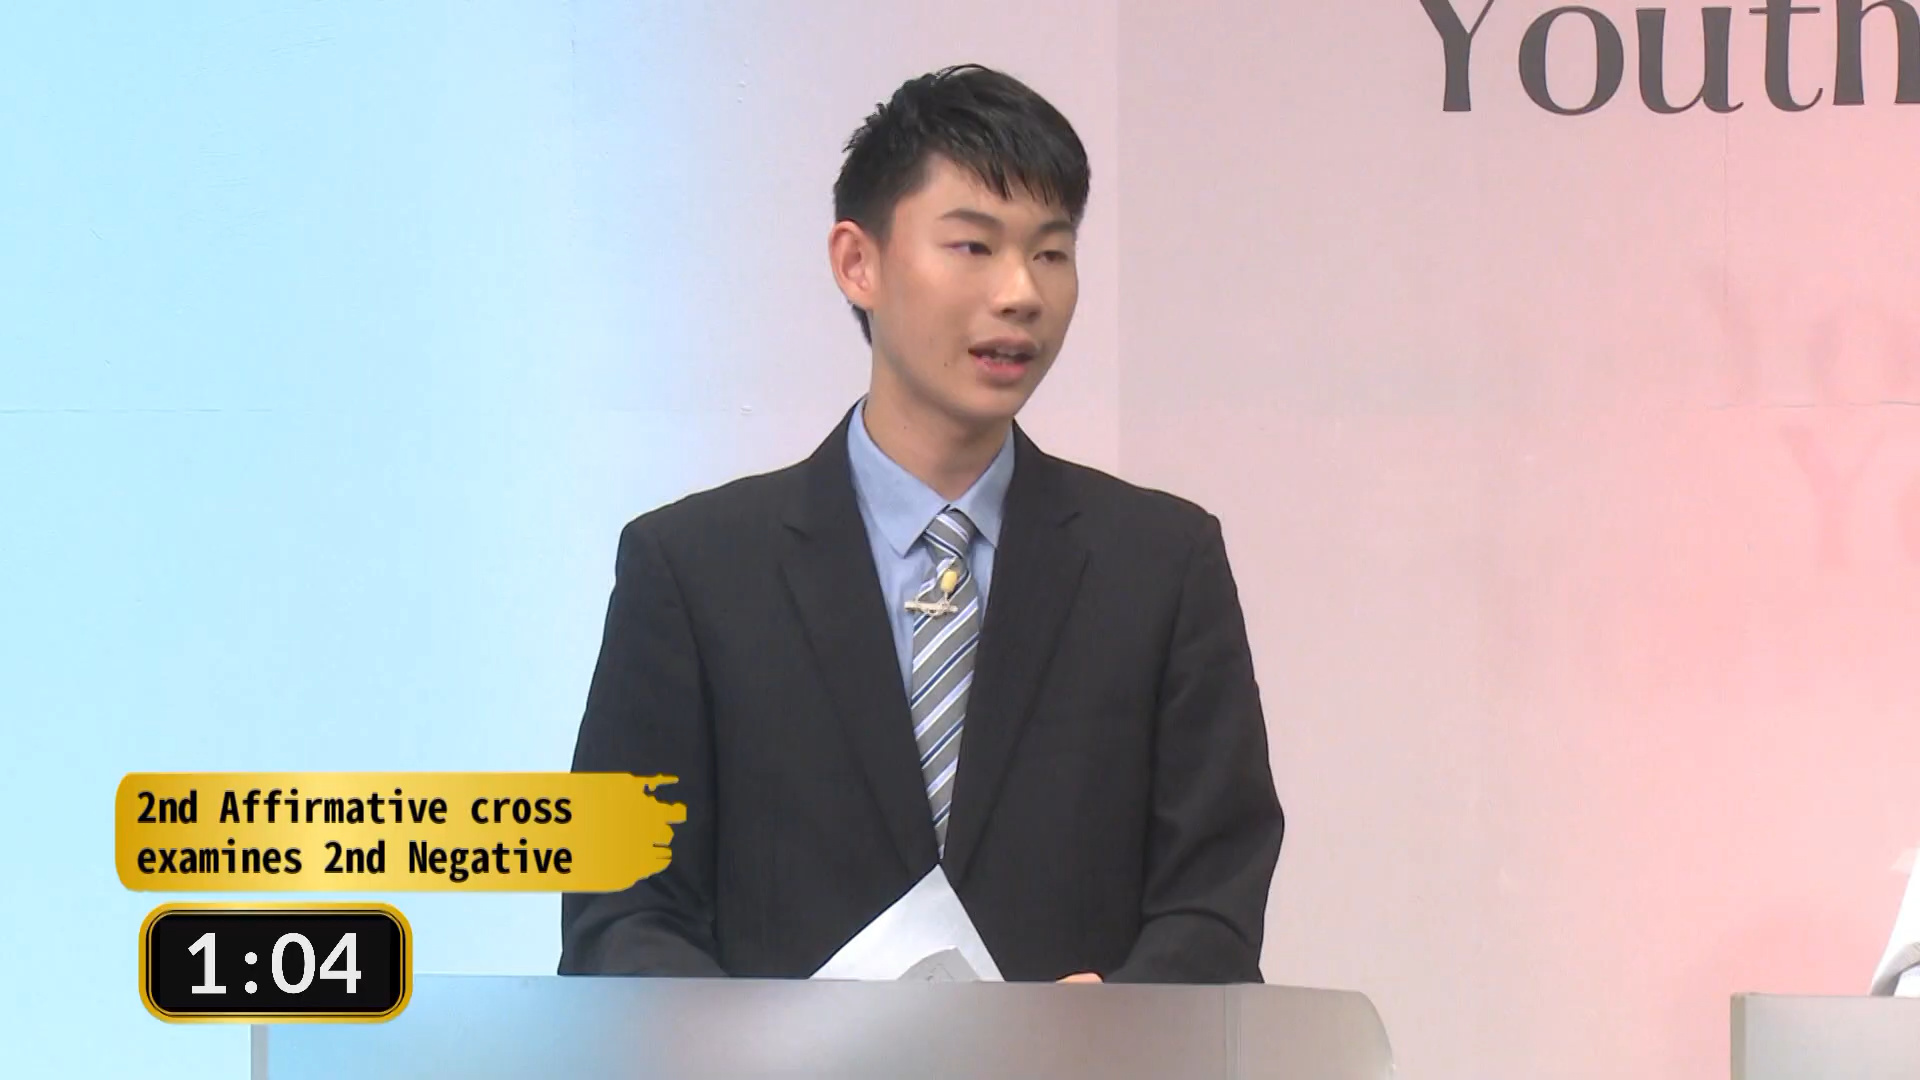 Youth
2nd Affirmative cross
examines 2nd Negative
1:04